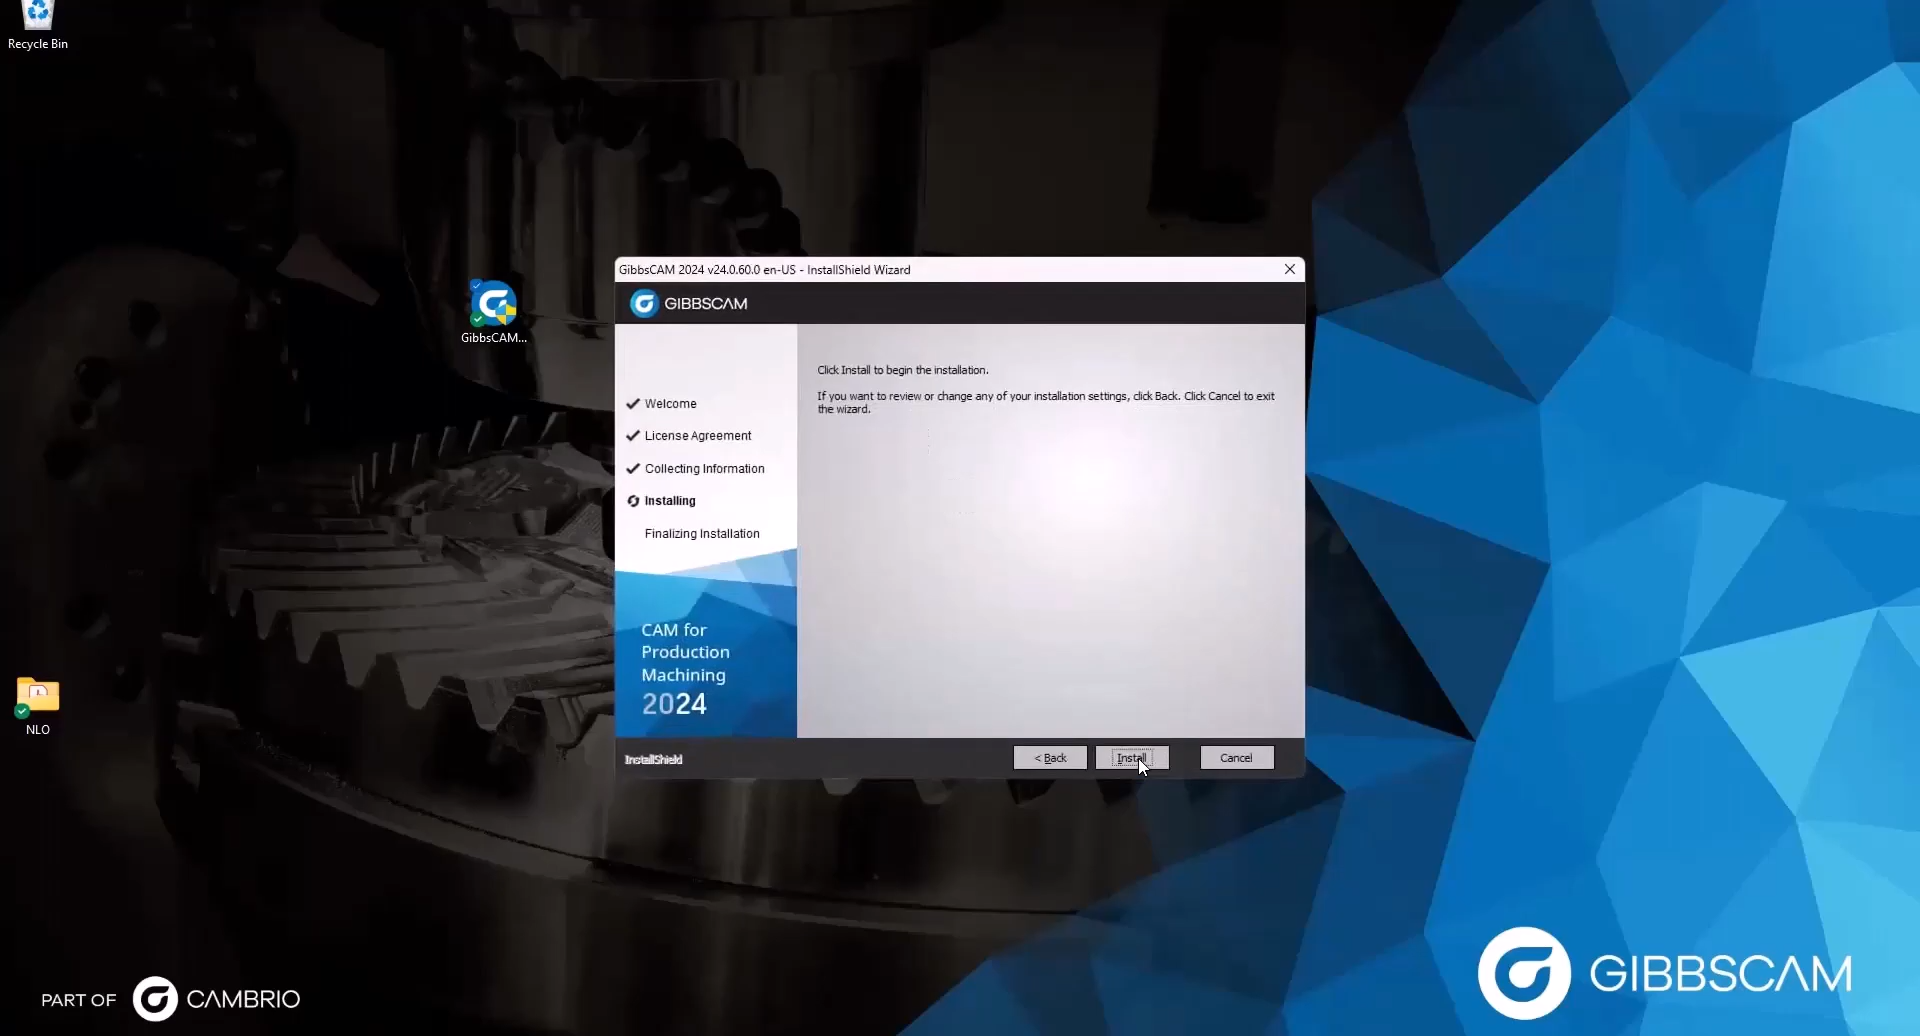 Recycle Bin
GibbsCAM...
NLO
GibbsCAM 2024 v24.0.60.0 en-US - InstallShield Wizard
GIBBSCAM
Welcome
License Agreement
Collecting Information
Installing
Finalizing Installation
CAM for
Production
Machining
2024
Click Install to begin the installation.
If you want to review or change any of your installation settings, click Back. Click Cancel to exit
the wizard.
InstallShield
< Back
Install
Cancel
PART OF CAMBRIO
GIBBSCAM